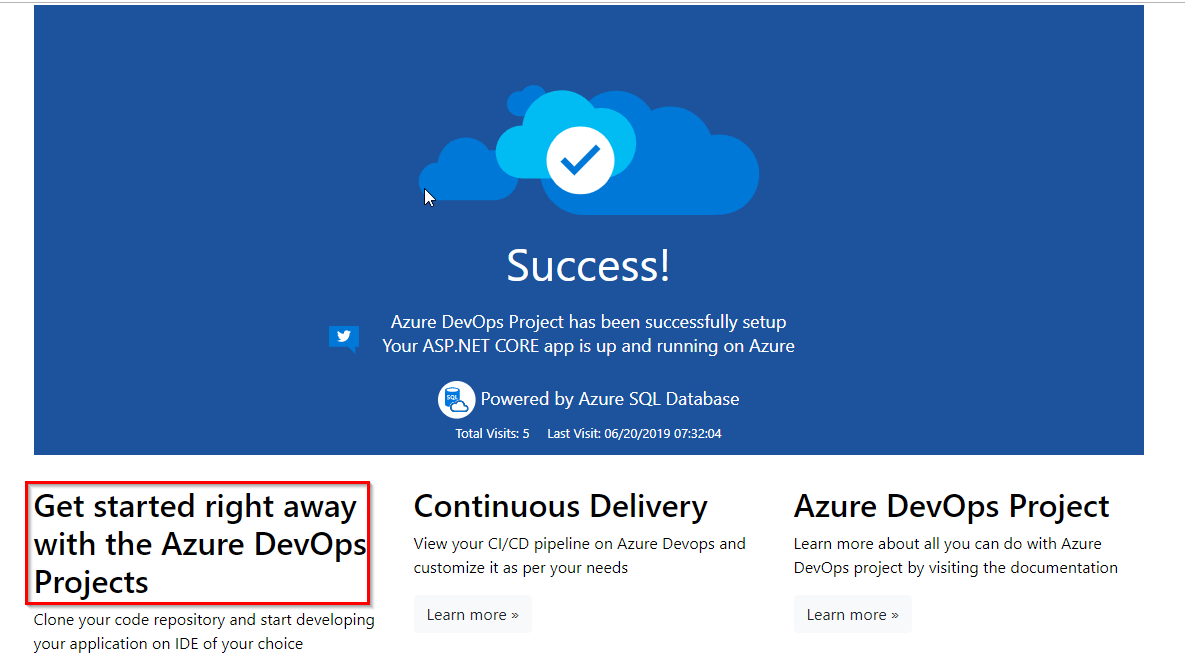 Success!
Azure DevOps Project has been successfully setup
Your ASP.NET CORE app is up and running on Azure
SQL
Powered by Azure SQL Database
Total Visits: 5 Last Visit: 06/20/2019 07:32:04
Get started right away
with the Azure DevOps
Projects
Clone your code repository and start developing
your application on IDE of your choice
Continuous Delivery
View your CI/CD pipeline on Azure Devops and
customize it as per your needs
Learn more »
Azure DevOps Project
Learn more about all you can do with Azure
DevOps project by visiting the documentation
Learn more »